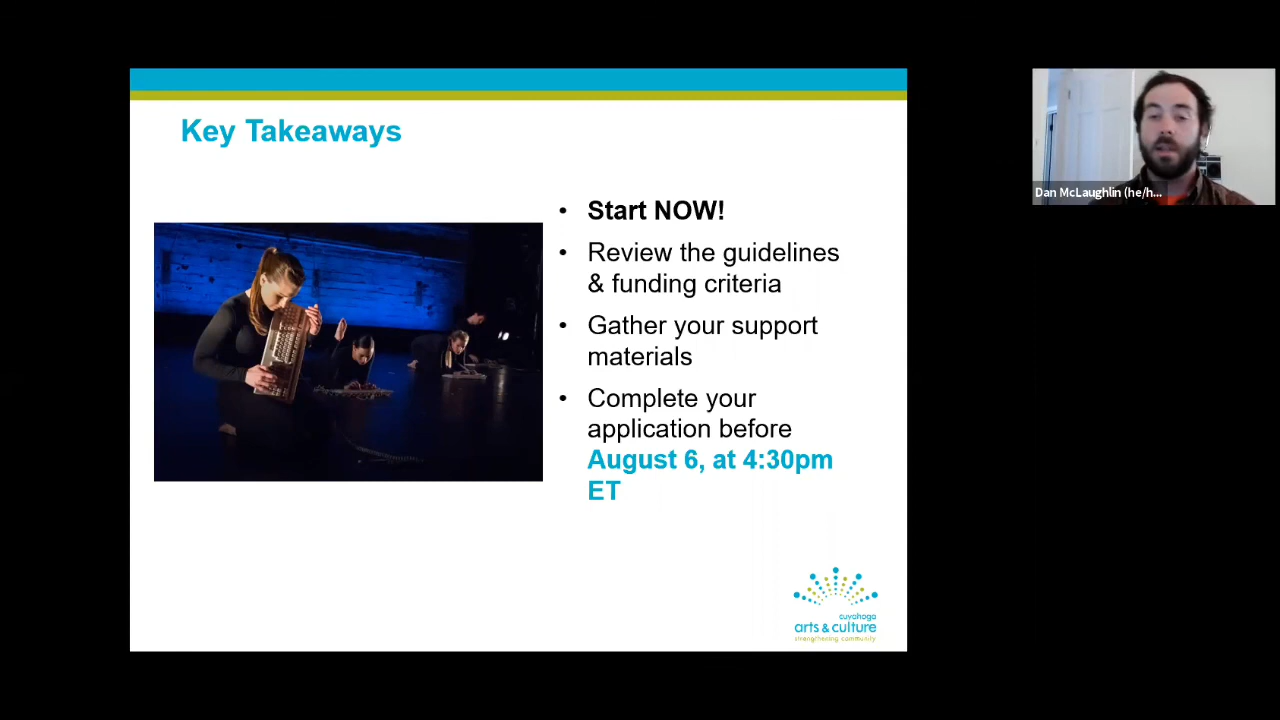 Key Takeaways
• Start NOW!
• Review the guidelines
& funding criteria
• Gather your support
materials
• Complete your
application before
August 6, at 4:30pm
ET
cuyahoga
arts & culture
strengthening community
Dan McLaughlin (he/h...